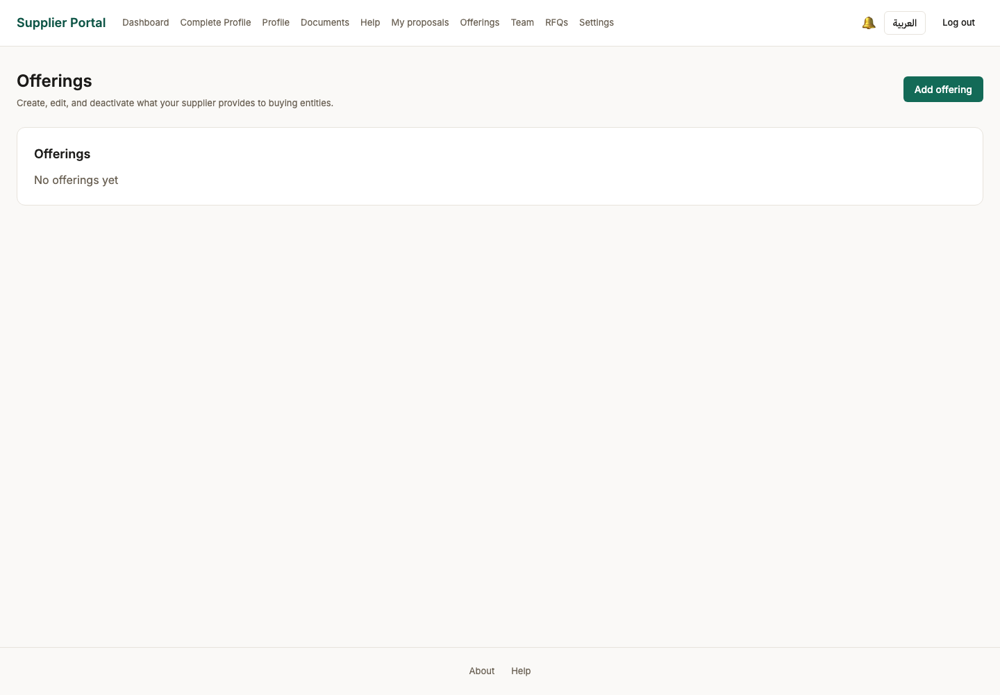 Supplier Portal Dashboard Complete Profile Profile Documents Help My proposals Offerings Team RFQs Settings العربية Log out
Offerings
Add offering
Create, edit, and deactivate what your supplier provides to buying entities.
Offerings
No offerings yet
About Help